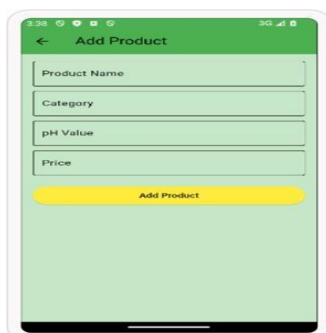 3:38 3G
Add Product
Product Name
Category
pH Value
Price
Add Product